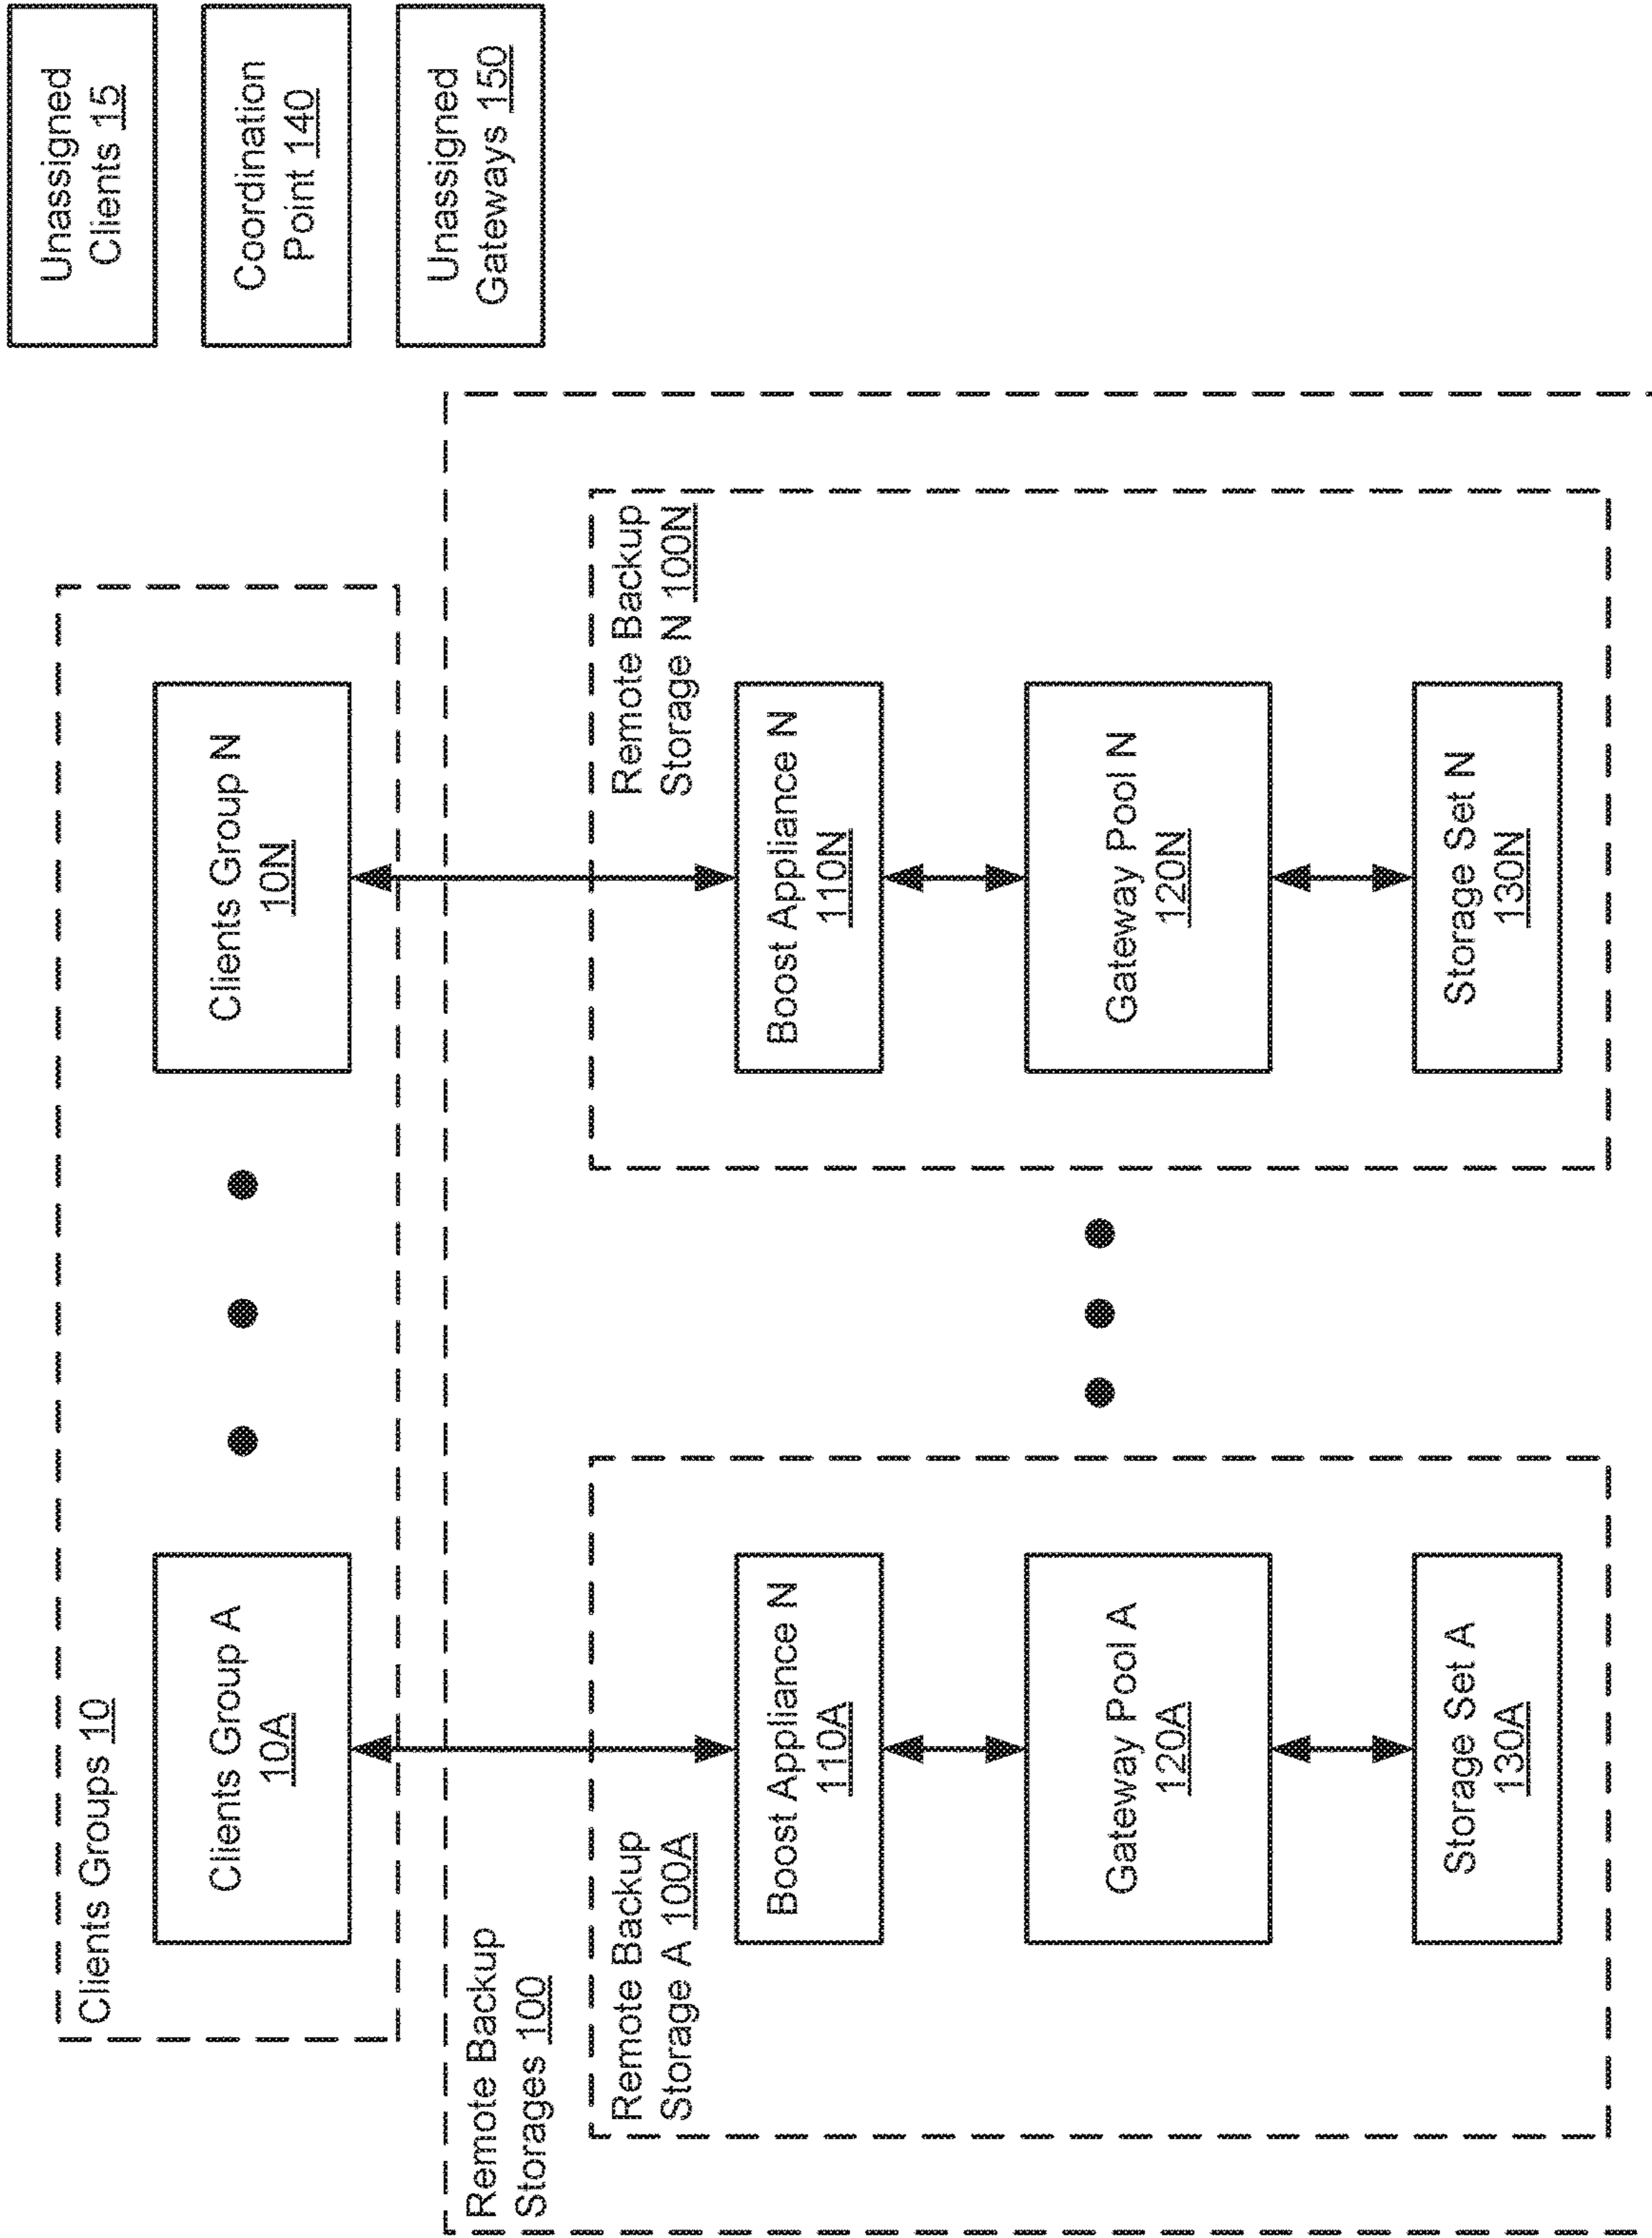 Clients Groups 10
Clients Group A
10A
Clients Group N
10N
Unassigned
Clients 15
Coordination
Point 140
Unassigned
Gateways 150
Remote Backup
Storages 100
Remote Backup
Storage A 100A
Boost Appliance N
110A
Gateway Pool A
120A
Storage Set A
130A
Remote Backup
Storage N 100N
Boost Appliance N
110N
Gateway Pool N
120N
Storage Set N
130N